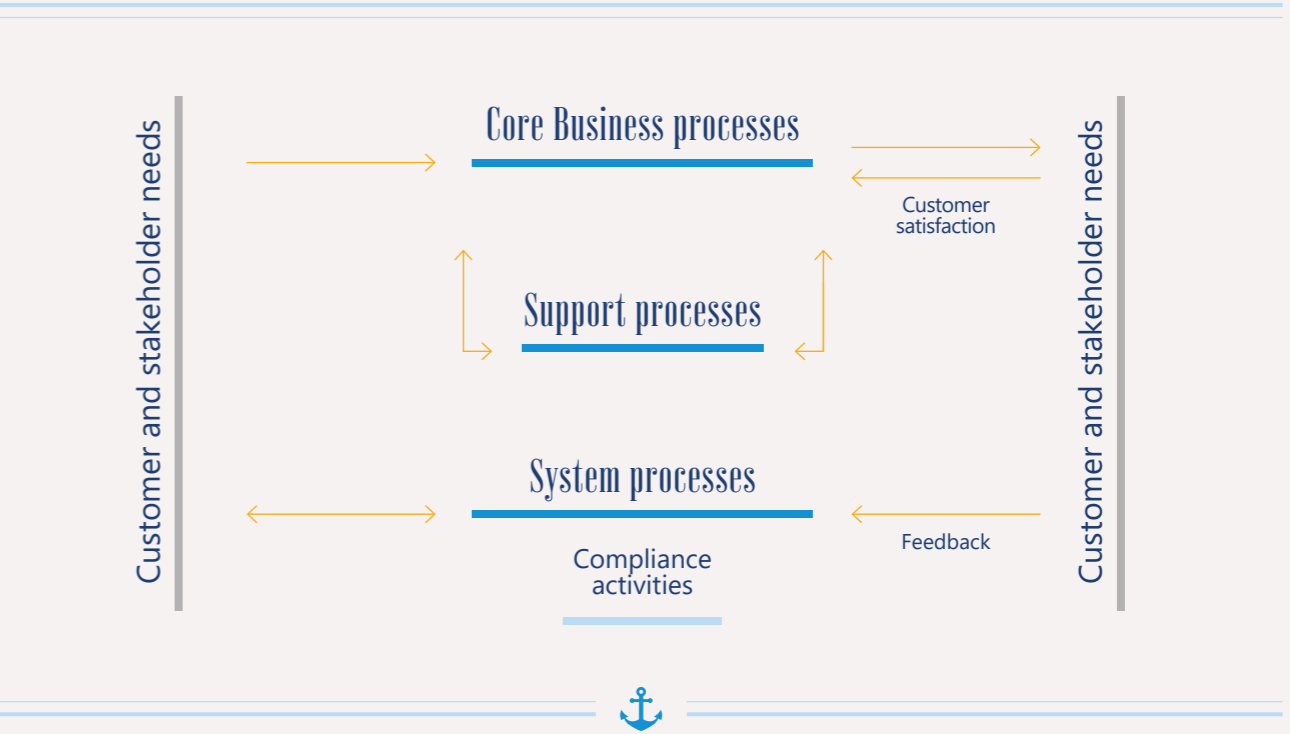 Customer and stakeholder needs
Core Business processes
Customer
satisfaction
Support processes
System processes
Compliance
activities
Feedback
Customer and stakeholder needs